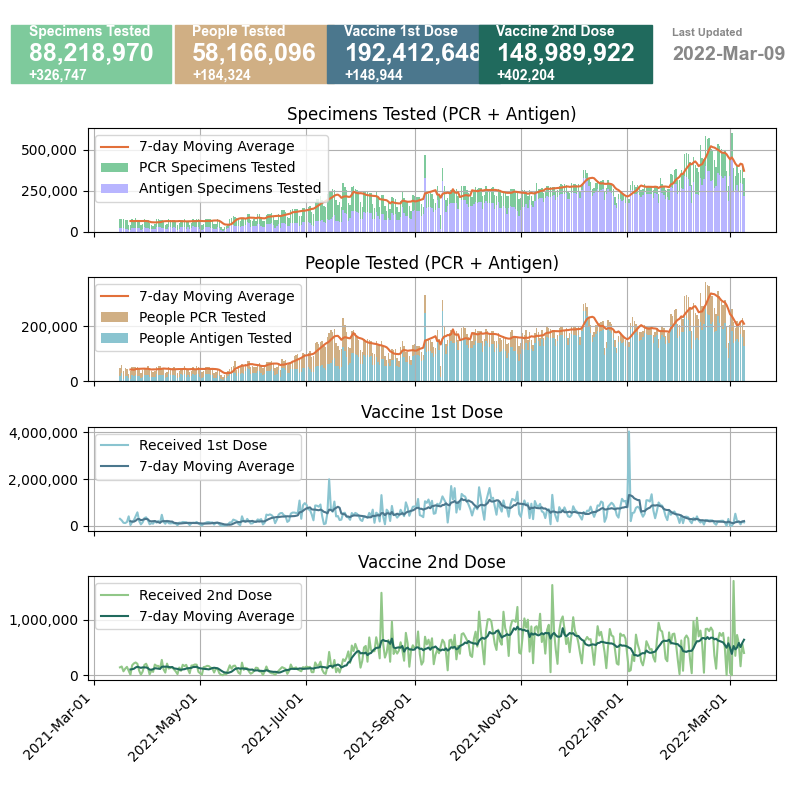 Specimens Tested
88,218,970
+326,747
People Tested
58,166,096
+184,324
Vaccine 1st Dose
192,412,648
+148,944
Vaccine 2nd Dose
148,989,922
+402,204
Last Updated
2022-Mar-09
Specimens Tested (PCR + Antigen)
500,000
250,000
0
7-day Moving Average
PCR Specimens Tested
Antigen Specimens Tested
People Tested (PCR + Antigen)
200,000
0
7-day Moving Average
People PCR Tested
People Antigen Tested
Vaccine 1st Dose
4,000,000
2,000,000
0
Received 1st Dose
7-day Moving Average
Vaccine 2nd Dose
1,000,000
0
Received 2nd Dose
7-day Moving Average
2021-Mar-01
2021-May-01
2021-Jul-01
2021-Sep-01
2021-Nov-01
2022-Jan-01
2022-Mar-01